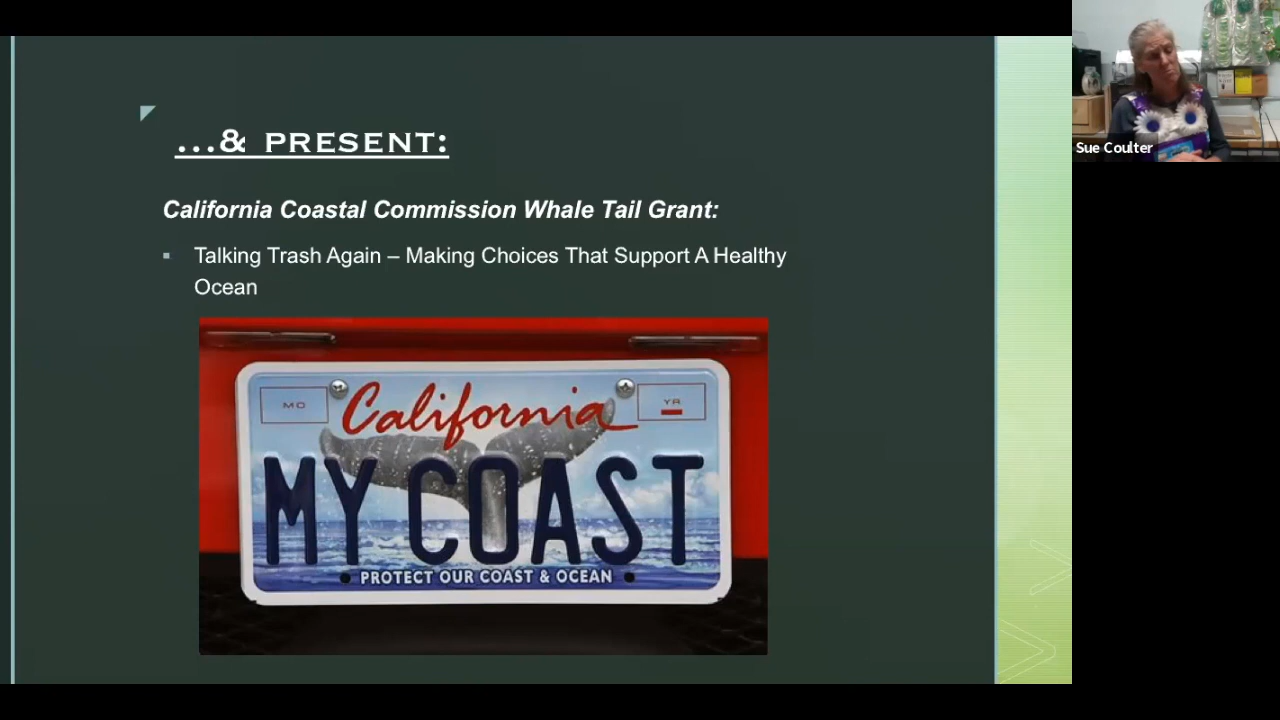 ...& PRESENT:
California Coastal Commission Whale Tail Grant:
▪ Talking Trash Again – Making Choices That Support A Healthy
Ocean
MO
California
YR
MY COAST
PROTECT OUR COAST & OCEAN
Sue Coulter